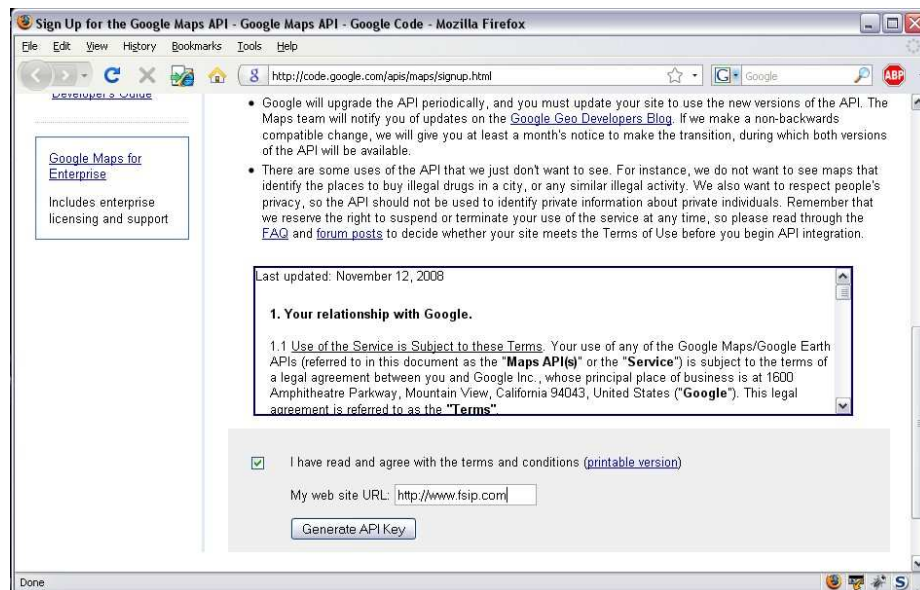 Sign Up for the Google Maps API - Google Maps API - Google Code - Mozilla Firefox
File Edit View History Bookmarks Tools Help
http://code.google.com/apis/maps/signup.html
G Google
ABP
Developer's Guide
Google Maps for
Enterprise
Includes enterprise
licensing and support
• Google will upgrade the API periodically, and you must update your site to use the new versions of the API. The
Maps team will notify you of updates on the Google Geo Developers Blog. If we make a non-backwards
compatible change, we will give you at least a month's notice to make the transition, during which both versions
of the API will be available.
• There are some uses of the API that we just don't want to see. For instance, we do not want to see maps that
identify the places to buy illegal drugs in a city, or any similar illegal activity. We also want to respect people's
privacy, so the API should not be used to identify private information about private individuals. Remember that
we reserve the right to suspend or terminate your use of the service at any time, so please read through the
FAQ and forum posts to decide whether your site meets the Terms of Use before you begin API integration.
Last updated: November 12, 2008
1. Your relationship with Google.
1.1 Use of the Service is Subject to these Terms. Your use of any of the Google Maps/Google Earth
APIs (referred to in this document as the "Maps API(s)" or the "Service") is subject to the terms of
a legal agreement between you and Google Inc., whose principal place of business is at 1600
Amphitheatre Parkway, Mountain View, California 94043, United States ("Google"). This legal
agreement is referred to as the "Terms".
I have read and agree with the terms and conditions (printable version)
My web site URL: http://www.fsip.com
Generate API Key
Done
S